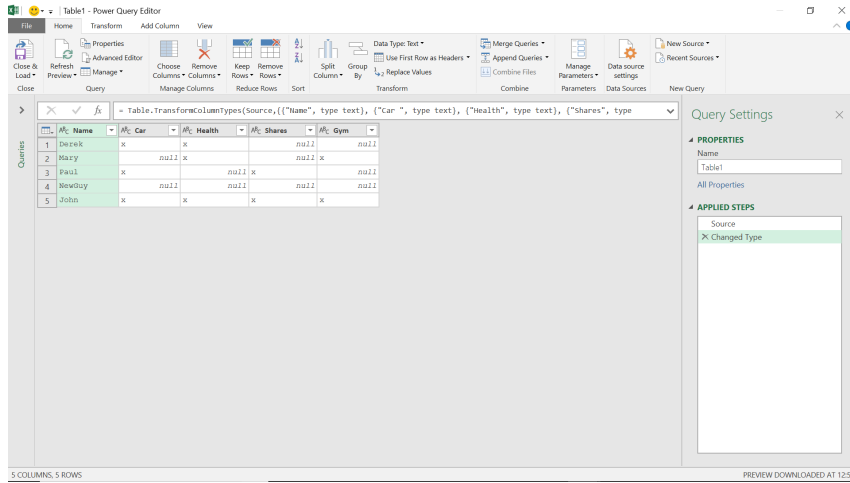 Table1 - Power Query Editor
File Home Transform Add Column View
Close & Load
Refresh Preview
Properties
Advanced Editor
Manage
Choose Columns
Remove Columns
Keep Rows
Remove Rows
Split Column
Group By
Data Type: Text
Use First Row as Headers
Replace Values
Merge Queries
Append Queries
Combine Files
Manage Parameters
Data source settings
New Source
Recent Sources
Close Query Manage Columns Reduce Rows Sort Transform Combine Parameters Data Sources New Query
fx = Table.TransformColumnTypes(Source,{{"Name", type text}, {"Car ", type text}, {"Health", type text}, {"Shares", type
Queries
ABC Name ABC Car ABC Health ABC Shares ABC Gym
1 Derek x x null null
2 Mary null x null x
3 Paul x null x null
4 NewGuy null null null null
5 John x x x x
Query Settings
PROPERTIES
Name
Table1
All Properties
APPLIED STEPS
Source
Changed Type
5 COLUMNS, 5 ROWS
PREVIEW DOWNLOADED AT 12:5